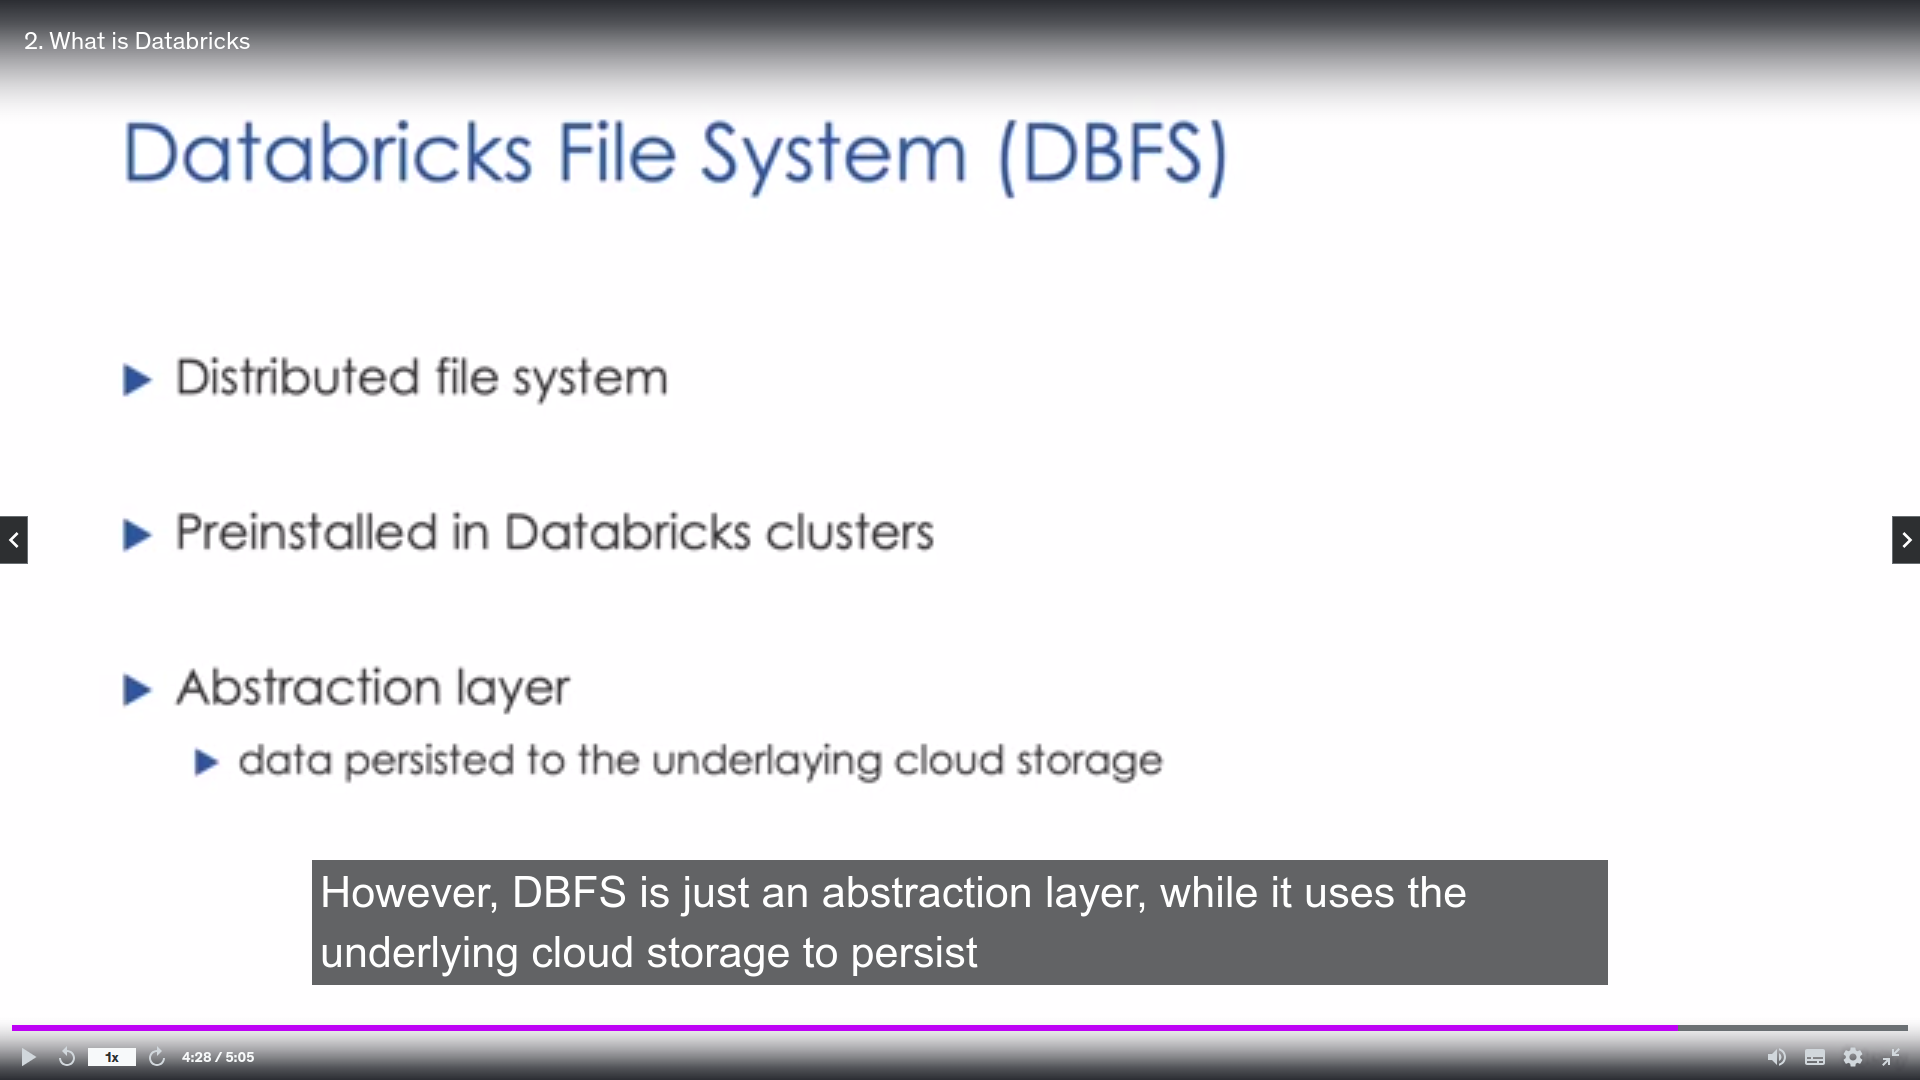 2. What is Databricks
Databricks File System (DBFS)
Distributed file system
Preinstalled in Databricks clusters
Abstraction layer
data persisted to the underlaying cloud storage
However, DBFS is just an abstraction layer, while it uses the
underlying cloud storage to persist
1x
4:28 / 5:05